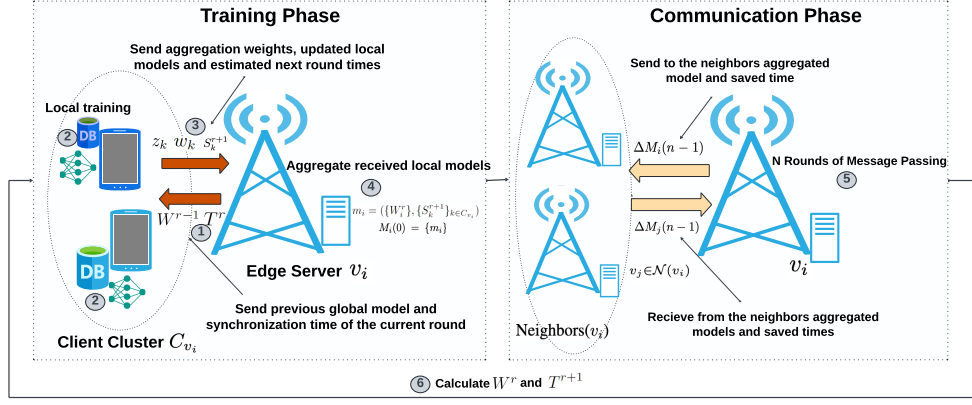 Training Phase
Send aggregation weights, updated local
models and estimated next round times
Local training
2
DB
3
z_k w_k S_k^{r+1}
Aggregate received local models
4
m_i = ({W_i^r}, {S_k^{r+1}}_{k∈C_{v_i}})
M_i(0) = {m_i}
W^{r-1} T^r
1
DB
2
Edge Server v_i
Send previous global model and
synchronization time of the current round
Client Cluster C_{v_i}
Communication Phase
Send to the neighbors aggregated
model and saved time
ΔM_i(n − 1)
N Rounds of Message Passing
5
ΔM_j(n − 1)
v_j∈N(v_i)
v_i
Neighbors(v_i)
Recieve from the neighbors aggregated
models and saved times
6 Calculate W^r and T^{r+1}